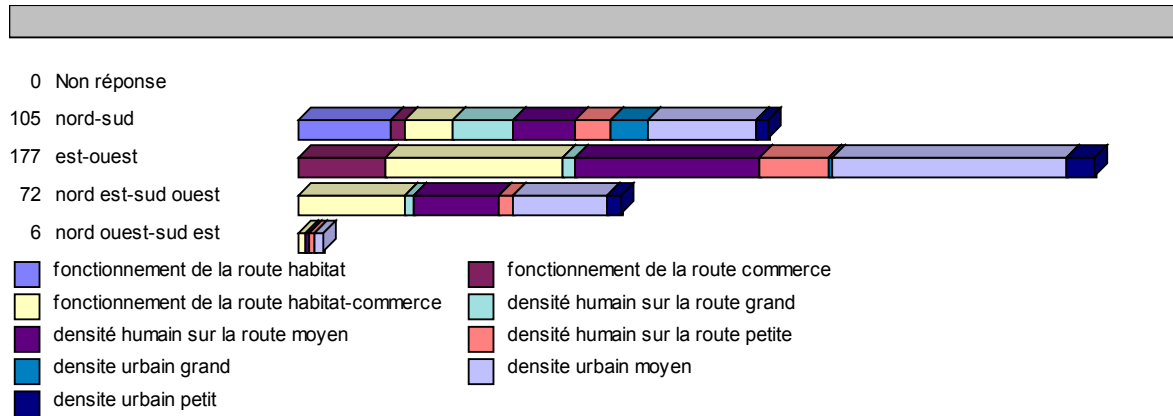 0 Non réponse
105 nord-sud
177 est-ouest
72 nord est-sud ouest
6 nord ouest-sud est
fonctionnement de la route habitat
fonctionnement de la route commerce
fonctionnement de la route habitat-commerce
densité humain sur la route grand
densité humain sur la route moyen
densité humain sur la route petite
densite urbain grand
densite urbain moyen
densite urbain petit